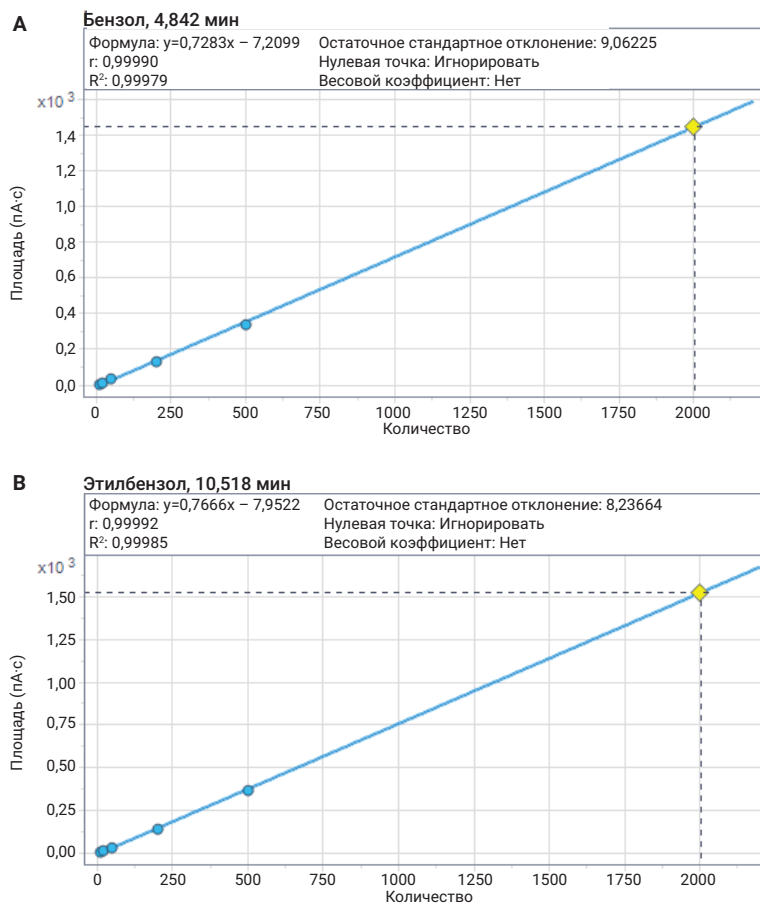 A
Бензол, 4,842 мин
Формула: y=0,7283x – 7,2099 Остаточное стандартное отклонение: 9,06225
r: 0,99990 Нулевая точка: Игнорировать
R²: 0,99979 Весовой коэффициент: Нет
x10 3
1,4
1,2
1,0
0,8
0,6
0,4
0,2
0,0
Площадь (пА·с)
0 250 500 750 1000 1250 1500 1750 2000
Количество
B
Этилбензол, 10,518 мин
Формула: y=0,7666x – 7,9522 Остаточное стандартное отклонение: 8,23664
r: 0,99992 Нулевая точка: Игнорировать
R²: 0,99985 Весовой коэффициент: Нет
x10 3
1,50
1,25
1,00
0,75
0,50
0,25
0,00
Площадь (пА·с)
0 250 500 750 1000 1250 1500 1750 2000
Количество